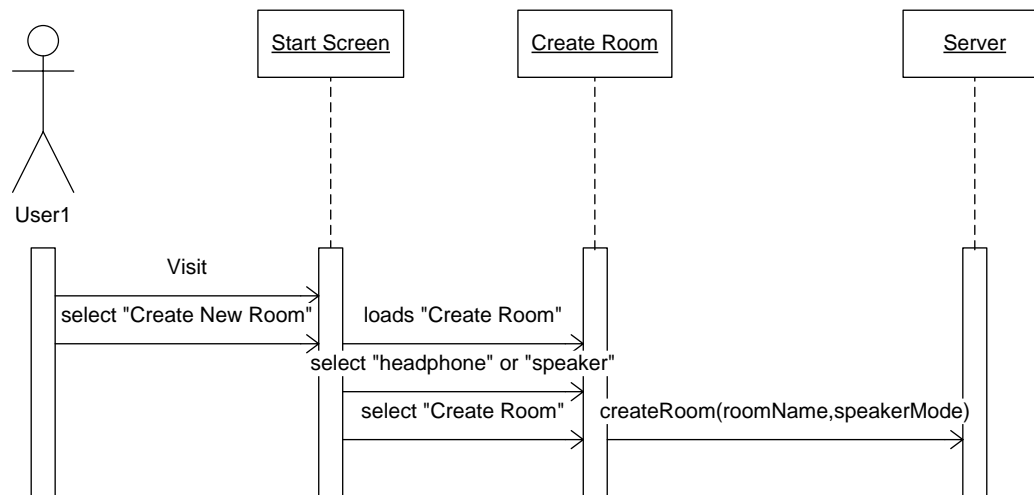 Start Screen
Create Room
Server
User1
Visit
select "Create New Room"
loads "Create Room"
select "headphone" or "speaker"
select "Create Room"
createRoom(roomName,speakerMode)